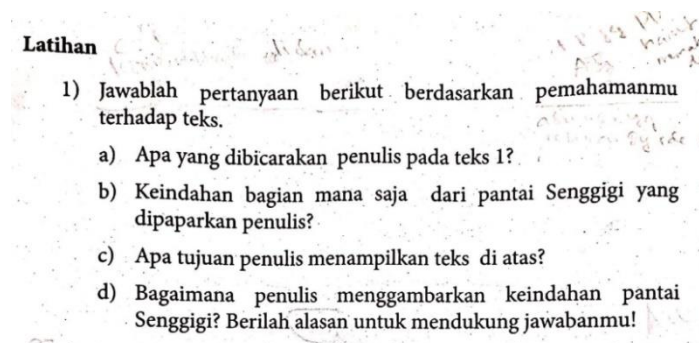 Latihan
1) Jawablah pertanyaan berikut berdasarkan pemahamanmu
terhadap teks.
a) Apa yang dibicarakan penulis pada teks 1?
b) Keindahan bagian mana saja dari pantai Senggigi yang
dipaparkan penulis?
c) Apa tujuan penulis menampilkan teks di atas?
d) Bagaimana penulis menggambarkan keindahan pantai
Senggigi? Berilah alasan untuk mendukung jawabanmu!